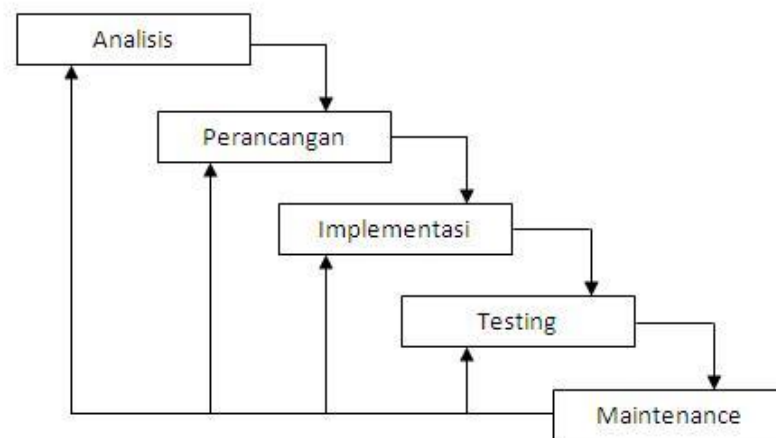 Analisis
Perancangan
Implementasi
Testing
Maintenance